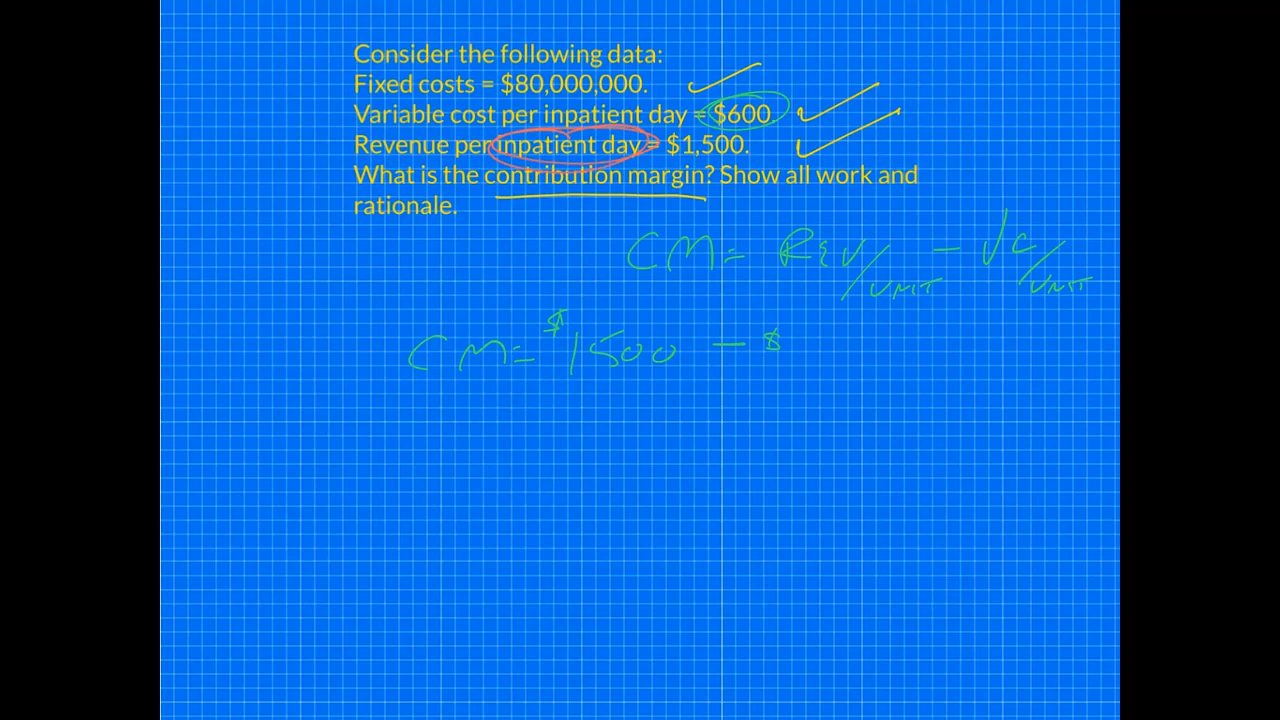 Consider the following data:
Fixed costs = $80,000,000.
Variable cost per inpatient day = $600.
Revenue per inpatient day = $1,500.
What is the contribution margin? Show all work and
rationale.
CM = Rev/unit - VC/unit
CM = $1500 - $